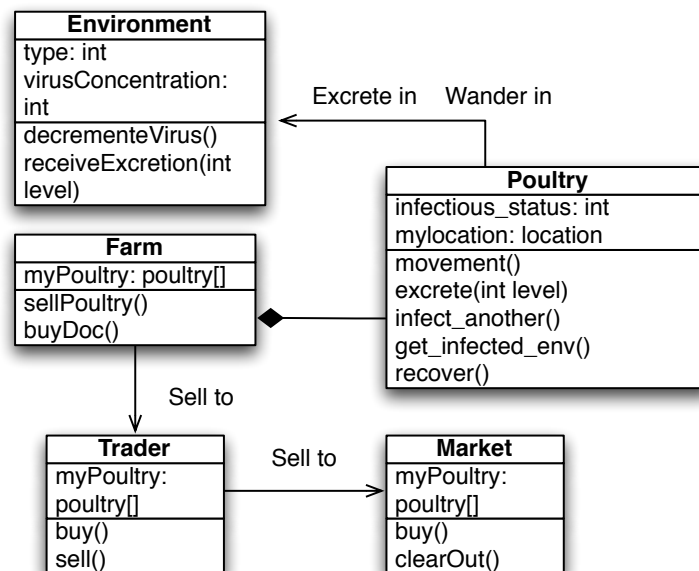 Environment
type: int
virusConcentration:
int
decrementeVirus()
receiveExcretion(int
level)
Excrete in
Wander in
Poultry
infectious_status: int
mylocation: location
movement()
excrete(int level)
infect_another()
get_infected_env()
recover()
Farm
myPoultry: poultry[]
sellPoultry()
buyDoc()
Sell to
Trader
myPoultry:
poultry[]
buy()
sell()
Sell to
Market
myPoultry:
poultry[]
buy()
clearOut()